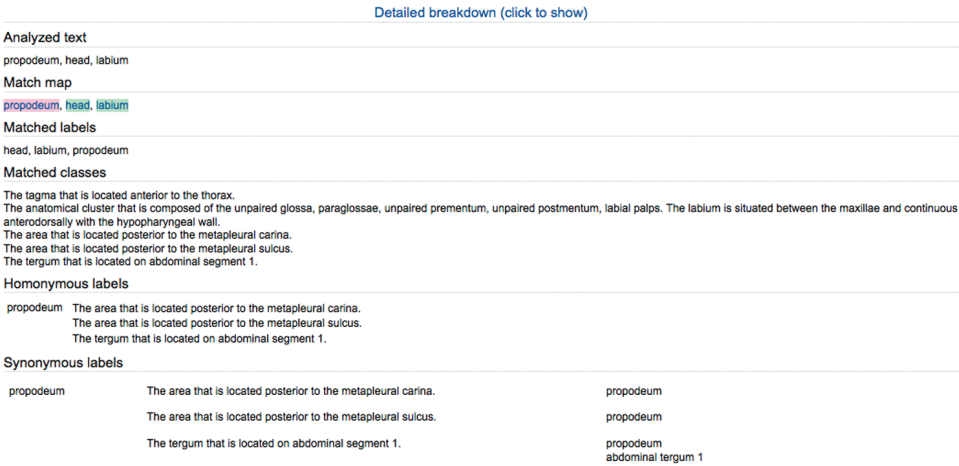 Detailed breakdown (click to show)
Analyzed text
propodeum, head, labium
Match map
propodeum, head, labium
Matched labels
head, labium, propodeum
Matched classes
The tagma that is located anterior to the thorax.
The anatomical cluster that is composed of the unpaired glossa, paraglossae, unpaired prementum, unpaired postmentum, labial palps. The labium is situated between the maxillae and continuous
anterodorsally with the hypopharyngeal wall.
The area that is located posterior to the metapleural carina.
The area that is located posterior to the metapleural sulcus.
The tergum that is located on abdominal segment 1.
Homonymous labels
propodeum The area that is located posterior to the metapleural carina.
The area that is located posterior to the metapleural sulcus.
The tergum that is located on abdominal segment 1.
Synonymous labels
propodeum The area that is located posterior to the metapleural carina. propodeum
The area that is located posterior to the metapleural sulcus. propodeum
The tergum that is located on abdominal segment 1. propodeum
abdominal tergum 1